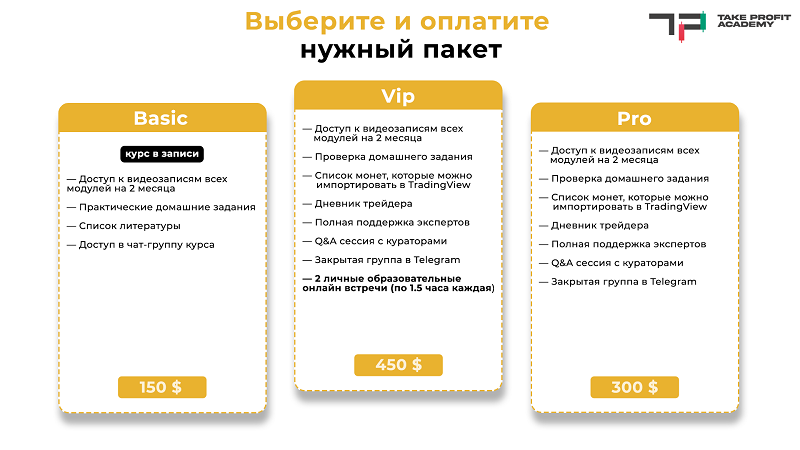 Выберите и оплатите
нужный пакет
TAKE PROFIT
ACADEMY
Basic
курс в записи
— Доступ к видеозаписям всех
модулей на 2 месяца
— Практические домашние задания
— Список литературы
— Доступ в чат-группу курса
150 $
Vip
— Доступ к видеозаписям всех
модулей на 2 месяца
— Проверка домашнего задания
— Список монет, которые можно
импортировать в TradingView
— Дневник трейдера
— Полная поддержка экспертов
— Q&A сессия с кураторами
— Закрытая группа в Telegram
— 2 личные образовательные
онлайн встречи (по 1.5 часа каждая)
450 $
Pro
— Доступ к видеозаписям всех
модулей на 2 месяца
— Проверка домашнего задания
— Список монет, которые можно
импортировать в TradingView
— Дневник трейдера
— Полная поддержка экспертов
— Q&A сессия с кураторами
— Закрытая группа в Telegram
300 $